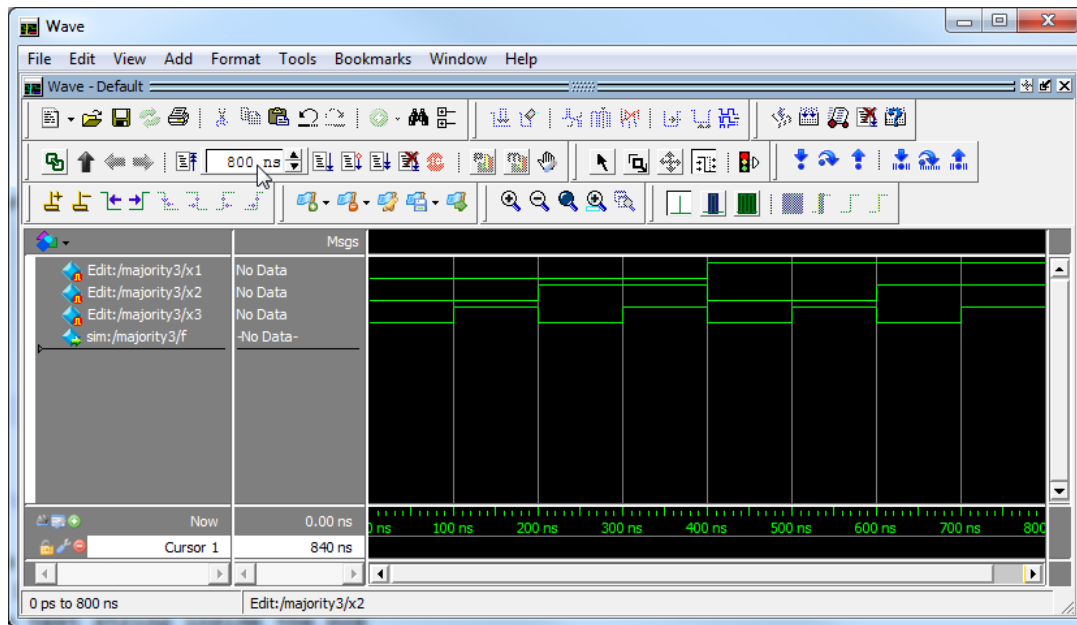 Wave
File Edit View Add Format Tools Bookmarks Window Help
Wave - Default
800 ns
Msgs
Edit:/majority3/x1 No Data
Edit:/majority3/x2 No Data
Edit:/majority3/x3 No Data
sim:/majority3/f -No Data-
Now 0.00 ns
ns 100 ns 200 ns 300 ns 400 ns 500 ns 600 ns 700 ns 800
Cursor 1 840 ns
0 ps to 800 ns Edit:/majority3/x2